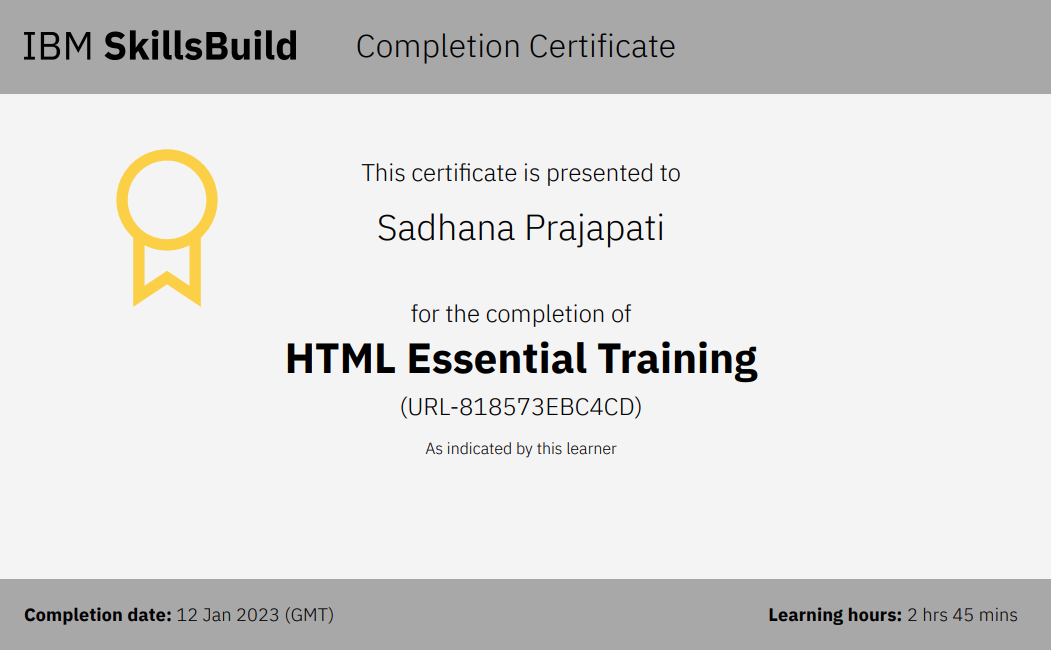 IBM SkillsBuild Completion Certificate
This certificate is presented to
Sadhana Prajapati
for the completion of
HTML Essential Training
(URL-818573EBC4CD)
As indicated by this learner
Completion date: 12 Jan 2023 (GMT) Learning hours: 2 hrs 45 mins